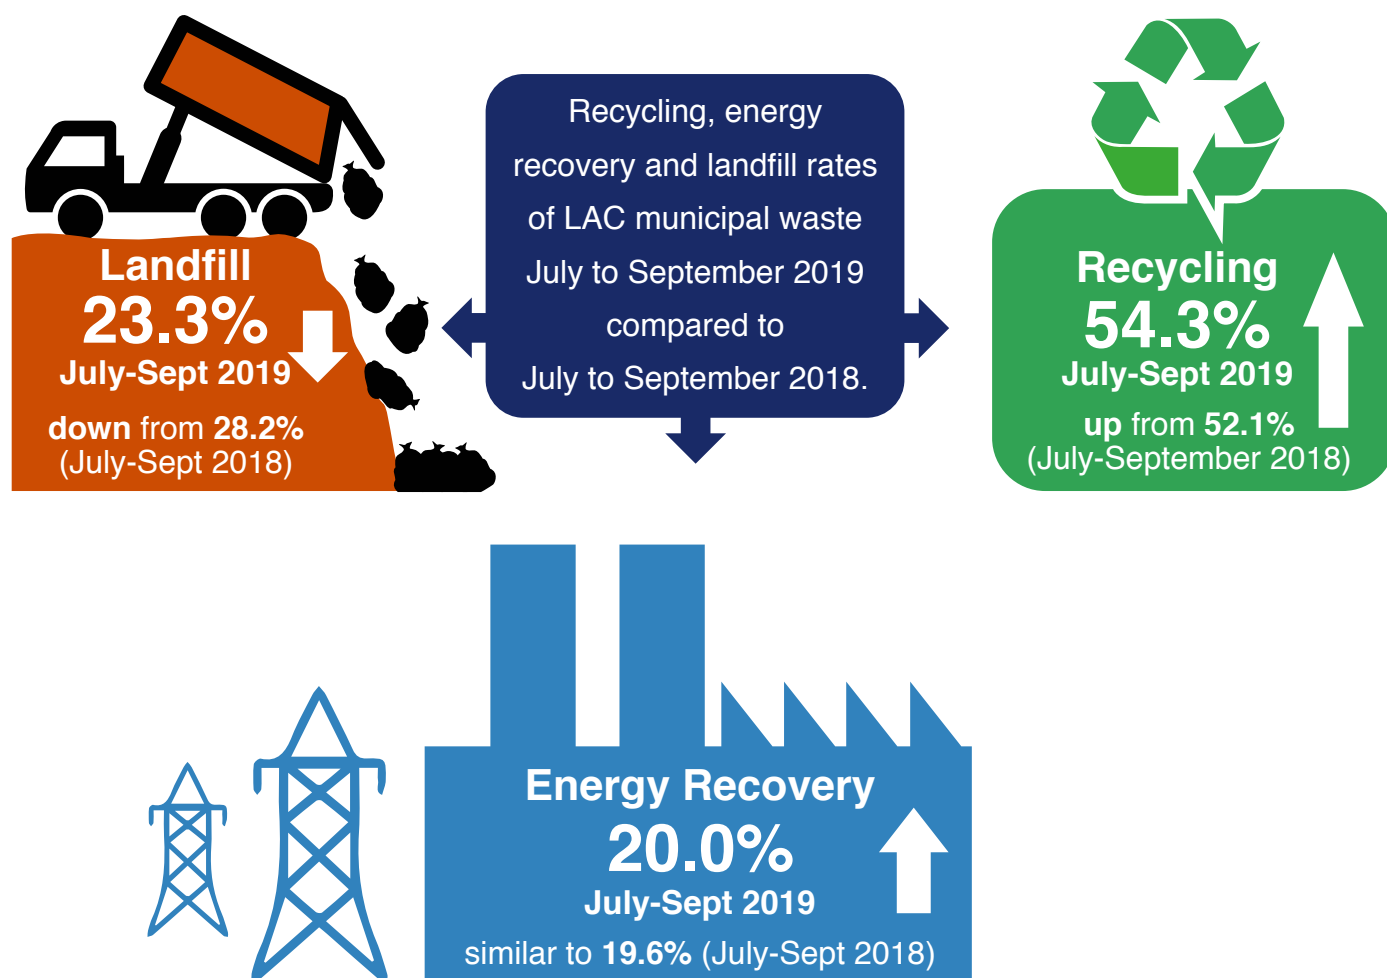 Recycling, energy
recovery and landfill rates
of LAC municipal waste
July to September 2019
compared to
July to September 2018.
Landfill
23.3%
July-Sept 2019
down from 28.2%
(July-Sept 2018)
Recycling
54.3%
July-Sept 2019
up from 52.1%
(July-September 2018)
Energy Recovery
20.0%
July-Sept 2019
similar to 19.6% (July-Sept 2018)